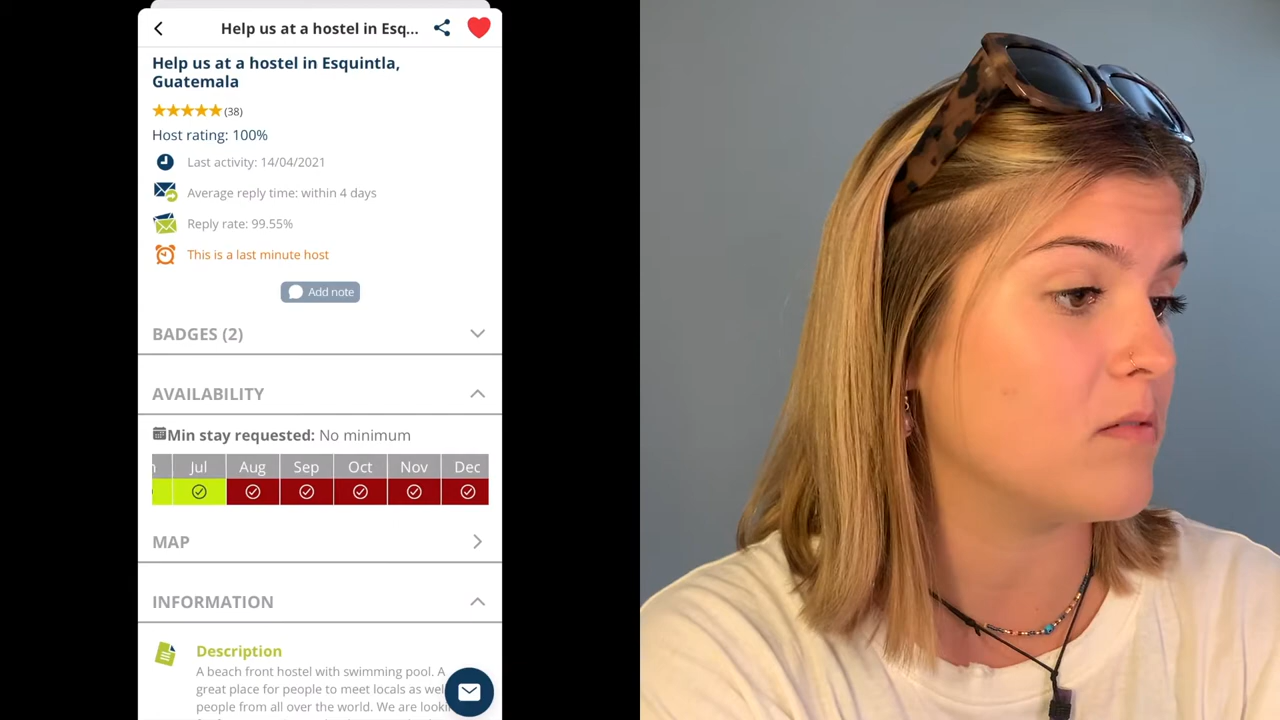 Help us at a hostel in Esq...
Help us at a hostel in Esquintla,
Guatemala
(38)
Host rating: 100%
Last activity: 14/04/2021
Average reply time: within 4 days
Reply rate: 99.55%
This is a last minute host
Add note
BADGES (2)
AVAILABILITY
Min stay requested: No minimum
Jul Aug Sep Oct Nov Dec
MAP
INFORMATION
Description
A beach front hostel with swimming pool. A
great place for people to meet locals as
people from all over the world. We are